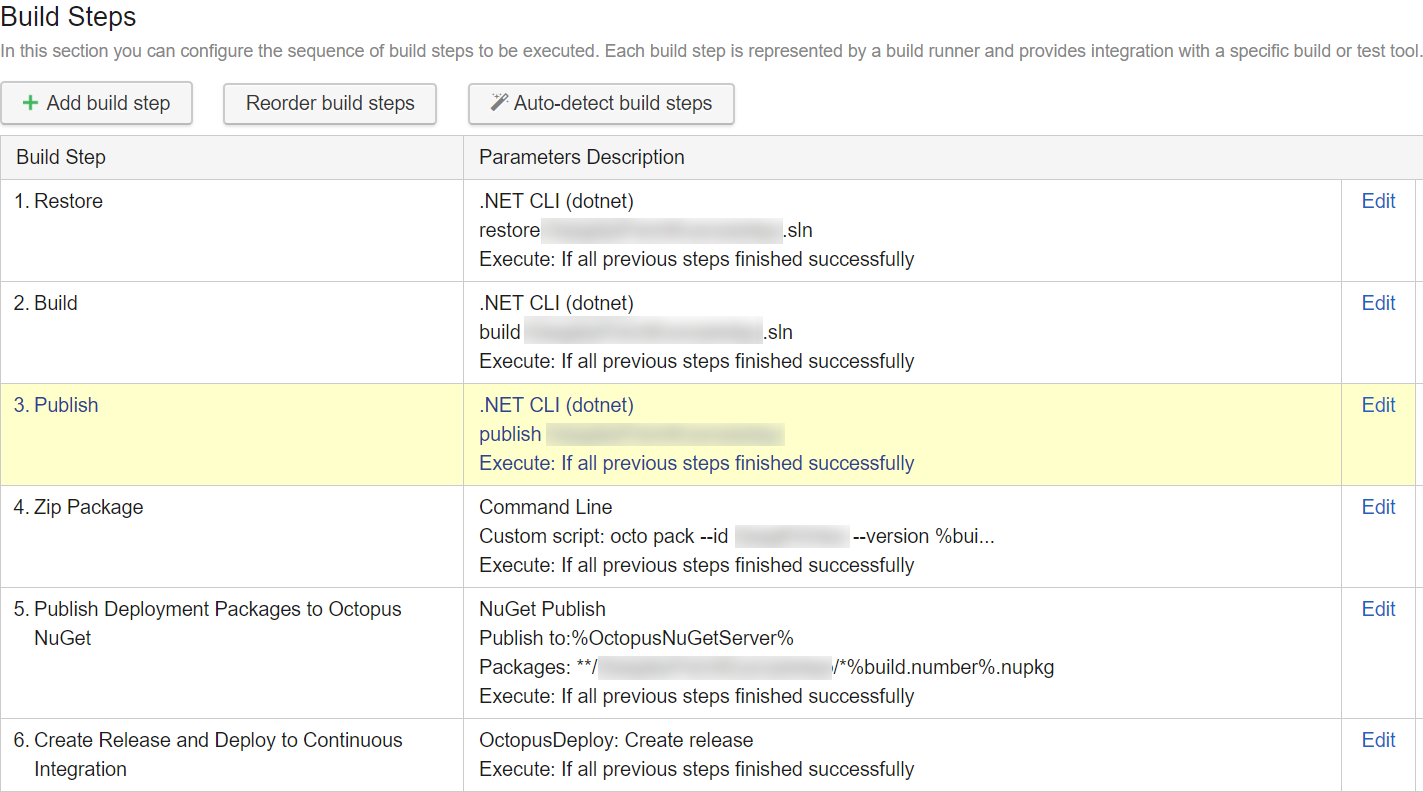 Build Steps
In this section you can configure the sequence of build steps to be executed. Each build step is represented by a build runner and provides integration with a specific build or test tool.
Add build step
Reorder build steps
Auto-detect build steps
Build Step
Parameters Description
1. Restore
.NET CLI (dotnet)
Edit
restore .sln
Execute: If all previous steps finished successfully
2. Build
.NET CLI (dotnet)
Edit
build .sln
Execute: If all previous steps finished successfully
3. Publish
.NET CLI (dotnet)
Edit
publish
Execute: If all previous steps finished successfully
4. Zip Package
Command Line
Edit
Custom script: octo pack --id --version %bui...
Execute: If all previous steps finished successfully
5. Publish Deployment Packages to Octopus
NuGet
NuGet Publish
Edit
Publish to:%OctopusNuGetServer%
Packages: **/ /*%build.number%.nupkg
Execute: If all previous steps finished successfully
6. Create Release and Deploy to Continuous
Integration
OctopusDeploy: Create release
Edit
Execute: If all previous steps finished successfully